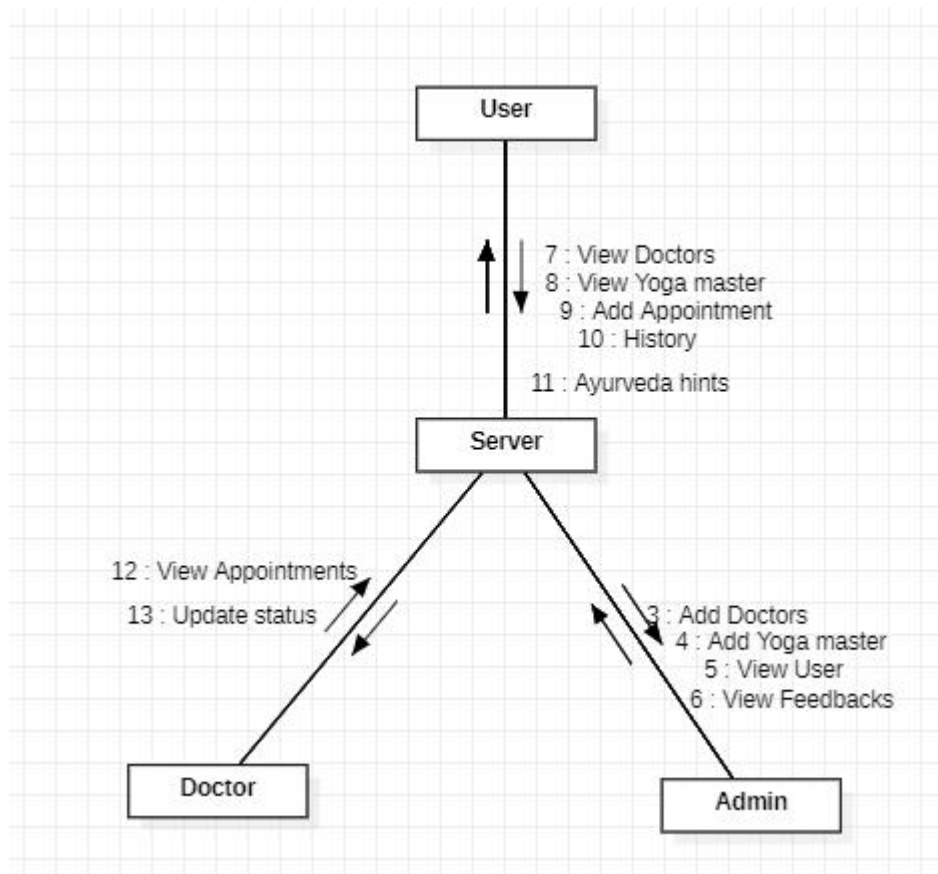 User
7 : View Doctors
8 : View Yoga master
9 : Add Appointment
10 : History
11 : Ayurveda hints
Server
12 : View Appointments
13 : Update status
3 : Add Doctors
4 : Add Yoga master
5 : View User
6 : View Feedbacks
Doctor
Admin